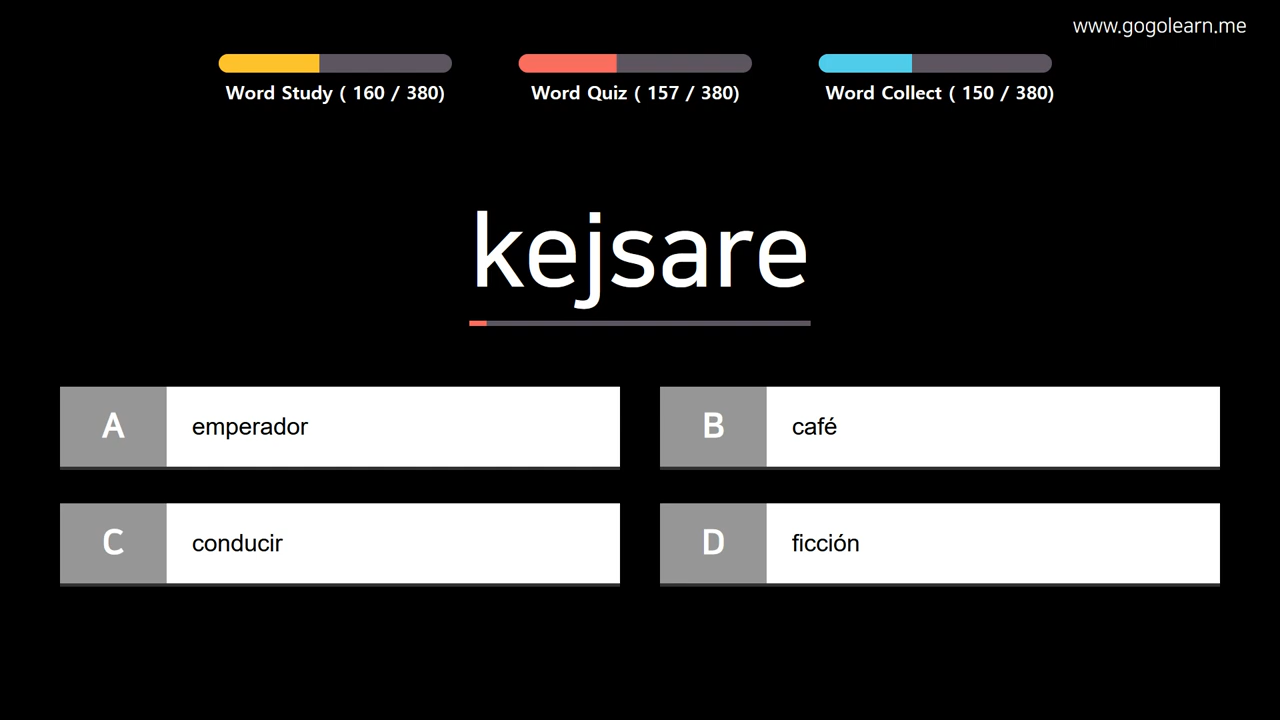 www.gogolearn.me
Word Study ( 160 / 380)
Word Quiz ( 157 / 380)
Word Collect ( 150 / 380)
kejsare
A emperador
B café
C conducir
D ficción